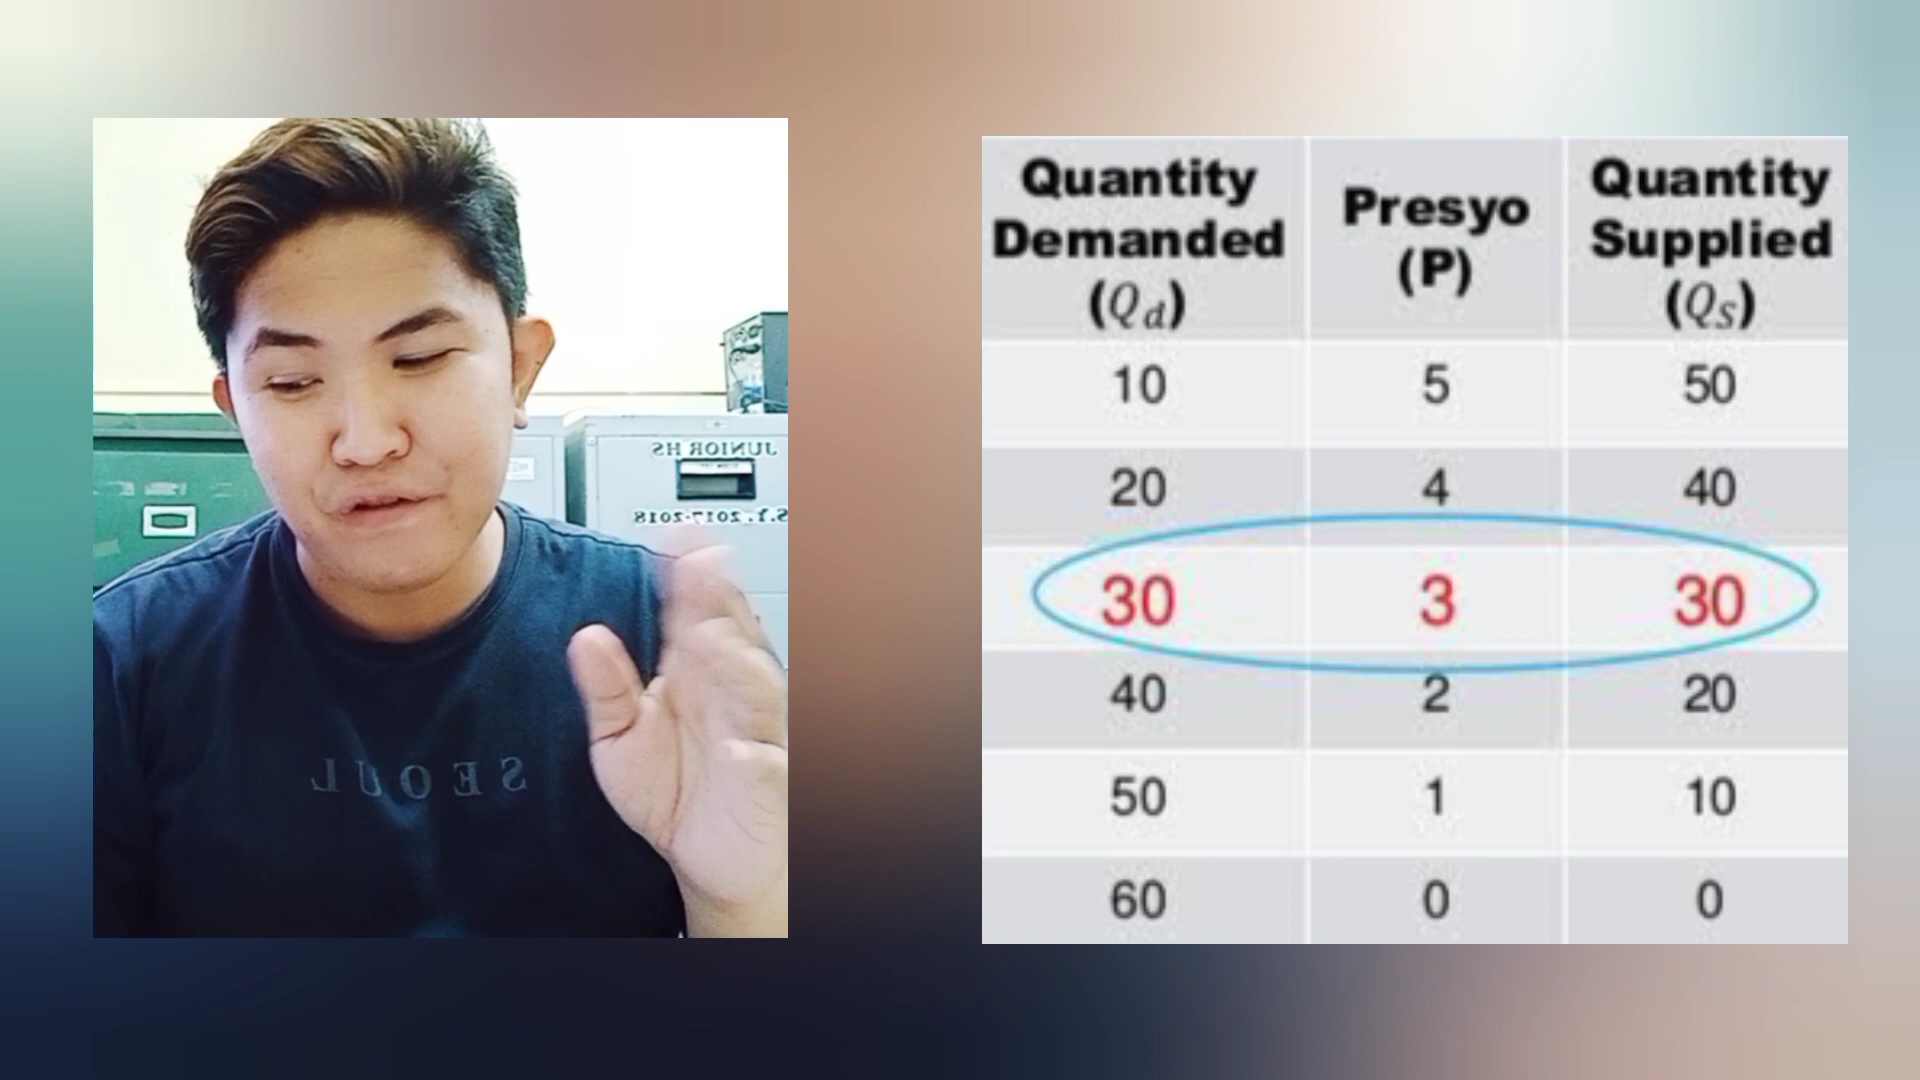 JUNIOR HS
S.Y. 2017-2018
SEOUL
Quantity Demanded (Qd) Presyo (P) Quantity Supplied (QS)
10 5 50
20 4 40
30 3 30
40 2 20
50 1 10
60 0 0